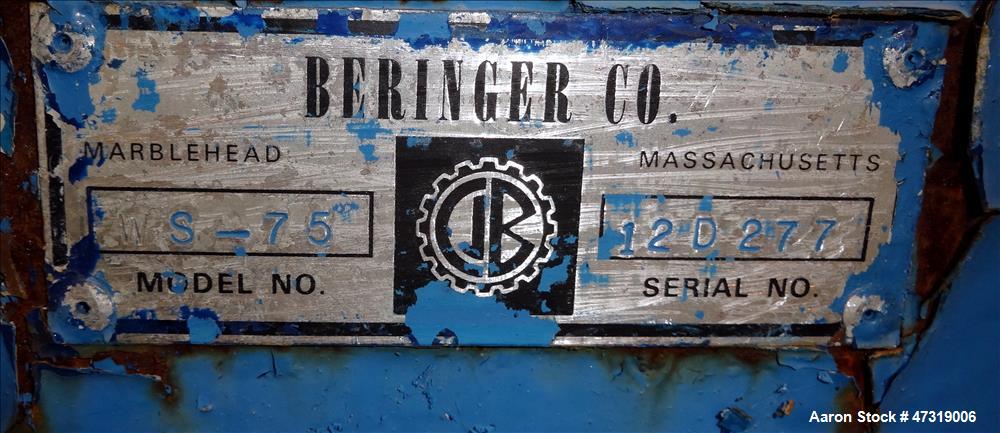 BERINGER CO.
MARBLEHEAD MASSACHUSETTS
WS-75 12D277
MODEL NO. SERIAL NO.
Aaron Stock # 47319006